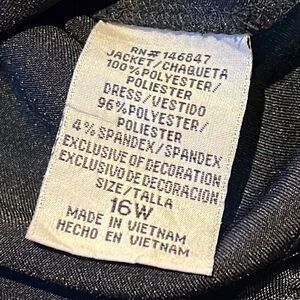 RN# 146847
JACKET/CHAQUETA
100% POLYESTER/
POLIESTER
DRESS/VESTIDO
96% POLYESTER/
POLIESTER
4% SPANDEX/SPANDEX
EXCLUSIVE OF DECORATION
EXCLUSIVO DE DECORACION
SIZE/TALLA
16W
MADE IN VIETNAM
HECHO EN VIETNAM